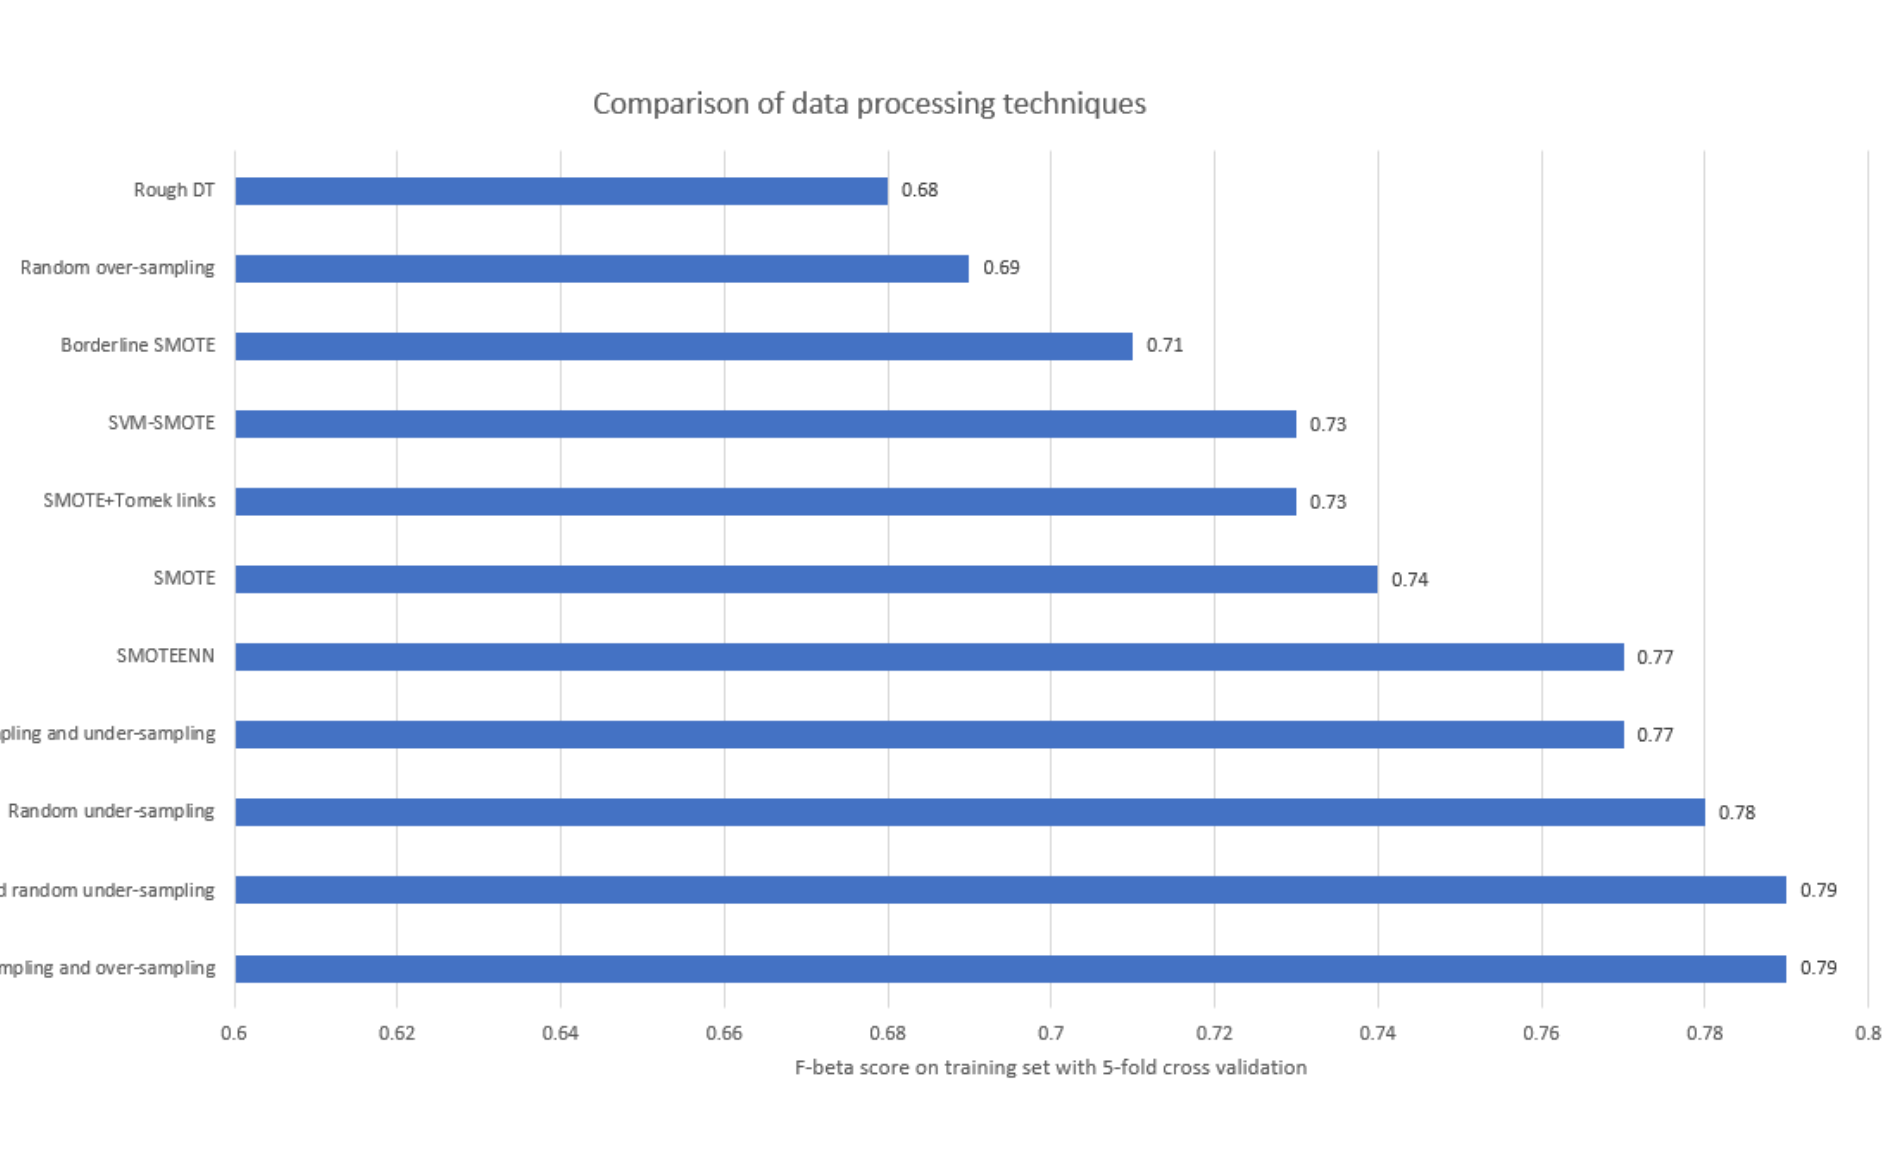 Comparison of data processing techniques
Rough DT
0.68
Random over-sampling
0.69
Borderline SMOTE
0.71
SVM-SMOTE
0.73
SMOTE+Tomek links
0.73
SMOTE
0.74
SMOTEENN
0.77
and under-sampling
0.77
Random under-sampling
0.78
random under-sampling
0.79
and over-sampling
0.79
0.6 0.62 0.64 0.66 0.68 0.7 0.72 0.74 0.76 0.78 0.8
F-beta score on training set with 5-fold cross validation